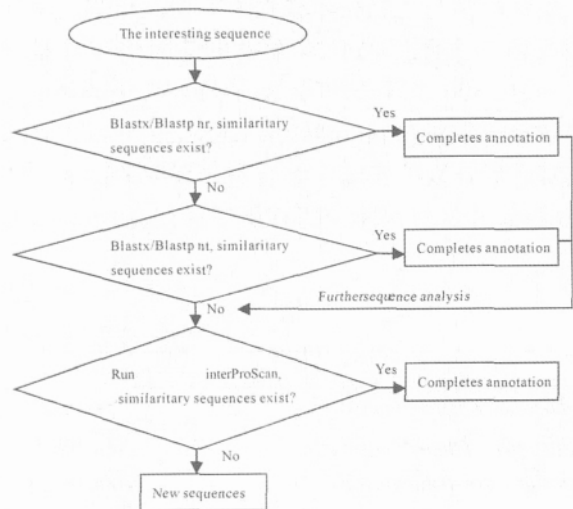 The interesting sequence
Blastx/Blastp nr, similaritary
sequences exist?
Yes
Completes annotation
No
Blastx/Blastp nt, similaritary
sequences exist?
Yes
Completes annotation
No
Furthersequence analysis
Run interProScan,
similaritary sequences exist?
Yes
Completes annotation
No
New sequences